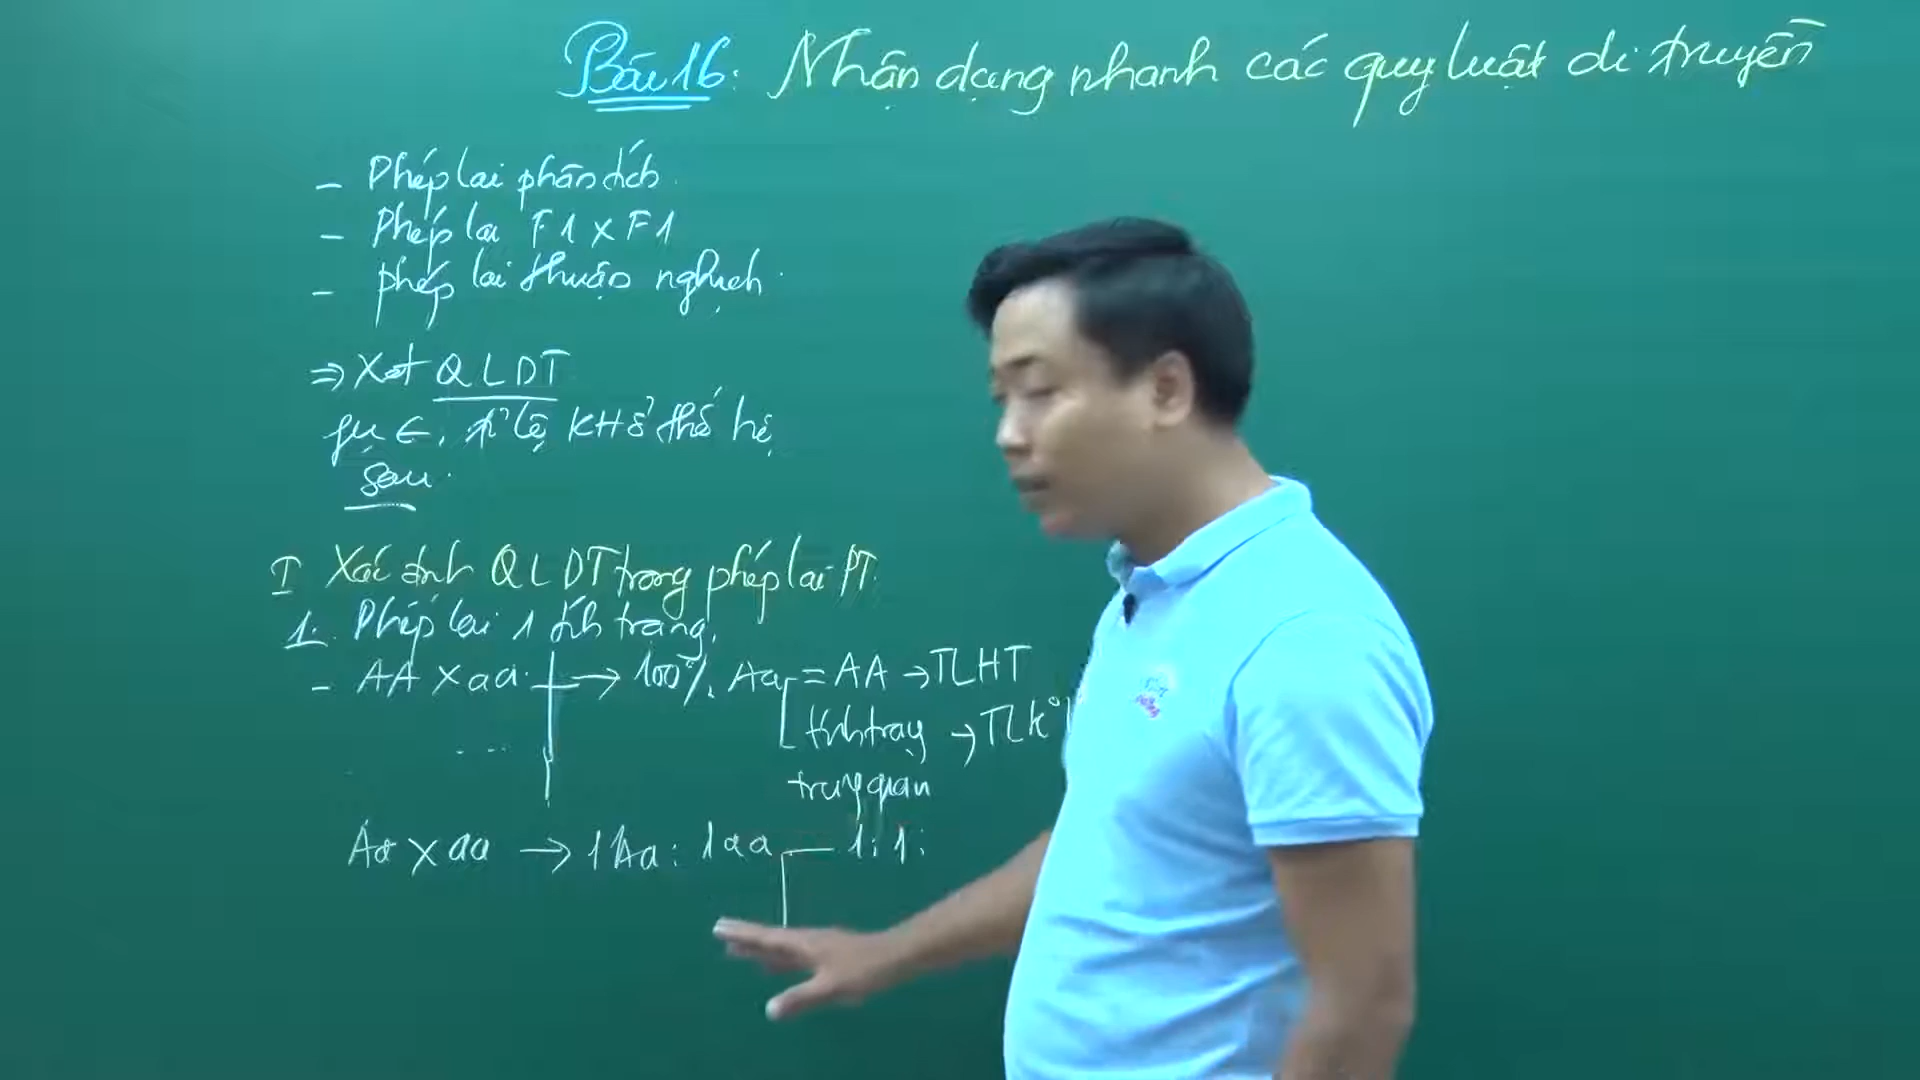 Bài 16: Nhận dạng nhanh các quy luật di truyền
- Phép lai phân tích.
- Phép lai F1 x F1
- phép lai thuận nghịch.
⇒ Xét QLDT
tỉ lệ KH ở thế hệ
sau.
I Xác định QLDT trong phép lai PT.
1. Phép lai 1 tính trạng.
- AA x aa → 100% Aa = AA → TLHT
tính trạng → TLK°
trung gian
...
Aa x aa → 1Aa : 1aa 1:1: